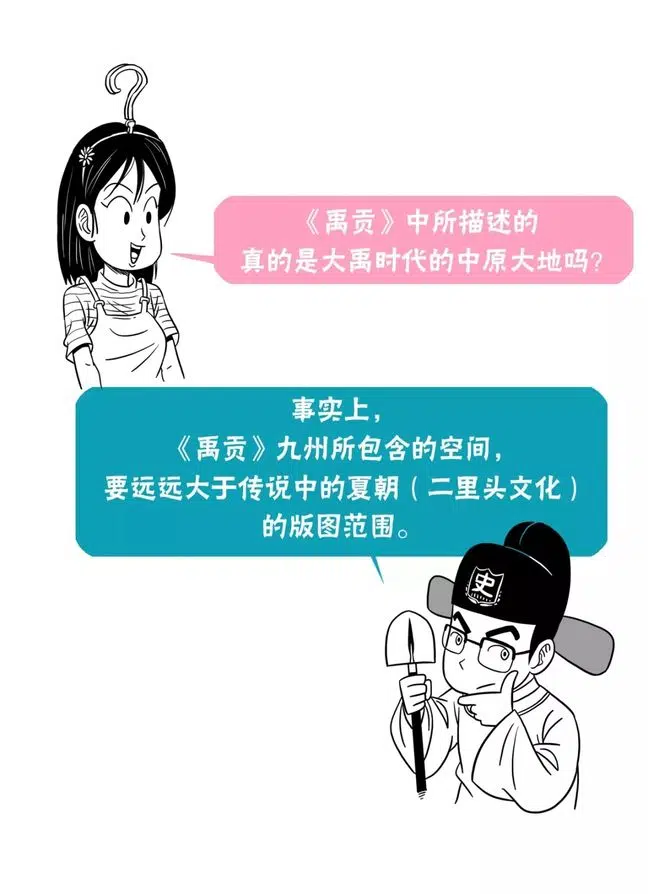 《禹贡》中所描述的
真的是大禹时代的中原大地吗?
事实上,
《禹贡》九州所包含的空间,
要远远大于传说中的夏朝(二里头文化)
的版图范围。
史